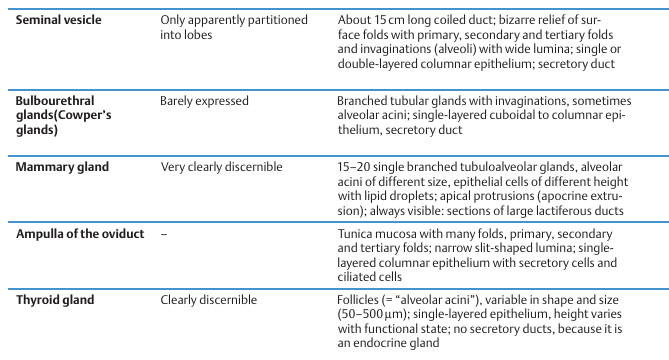 Seminal vesicle
Only apparently partitioned
into lobes
About 15 cm long coiled duct; bizarre relief of sur-
face folds with primary, secondary and tertiary folds
and invaginations (alveoli) with wide lumina; single or
double-layered columnar epithelium; secretory duct
Bulbourethral
glands(Cowper’s
glands)
Barely expressed
Branched tubular glands with invaginations, sometimes
alveolar acini; single-layered cuboidal to columnar epi-
thelium, secretory duct
Mammary gland
Very clearly discernible
15–20 single branched tubuloalveolar glands, alveolar
acini of different size, epithelial cells of different height
with lipid droplets; apical protrusions (apocrine extru-
sion); always visible: sections of large lactiferous ducts
Ampulla of the oviduct
–
Tunica mucosa with many folds, primary, secondary
and tertiary folds; narrow slit-shaped lumina; single-
layered columnar epithelium with secretory cells and
ciliated cells
Thyroid gland
Clearly discernible
Follicles (= “alveolar acini”), variable in shape and size
(50–500 μm); single-layered epithelium, height varies
with functional state; no secretory ducts, because it is
an endocrine gland